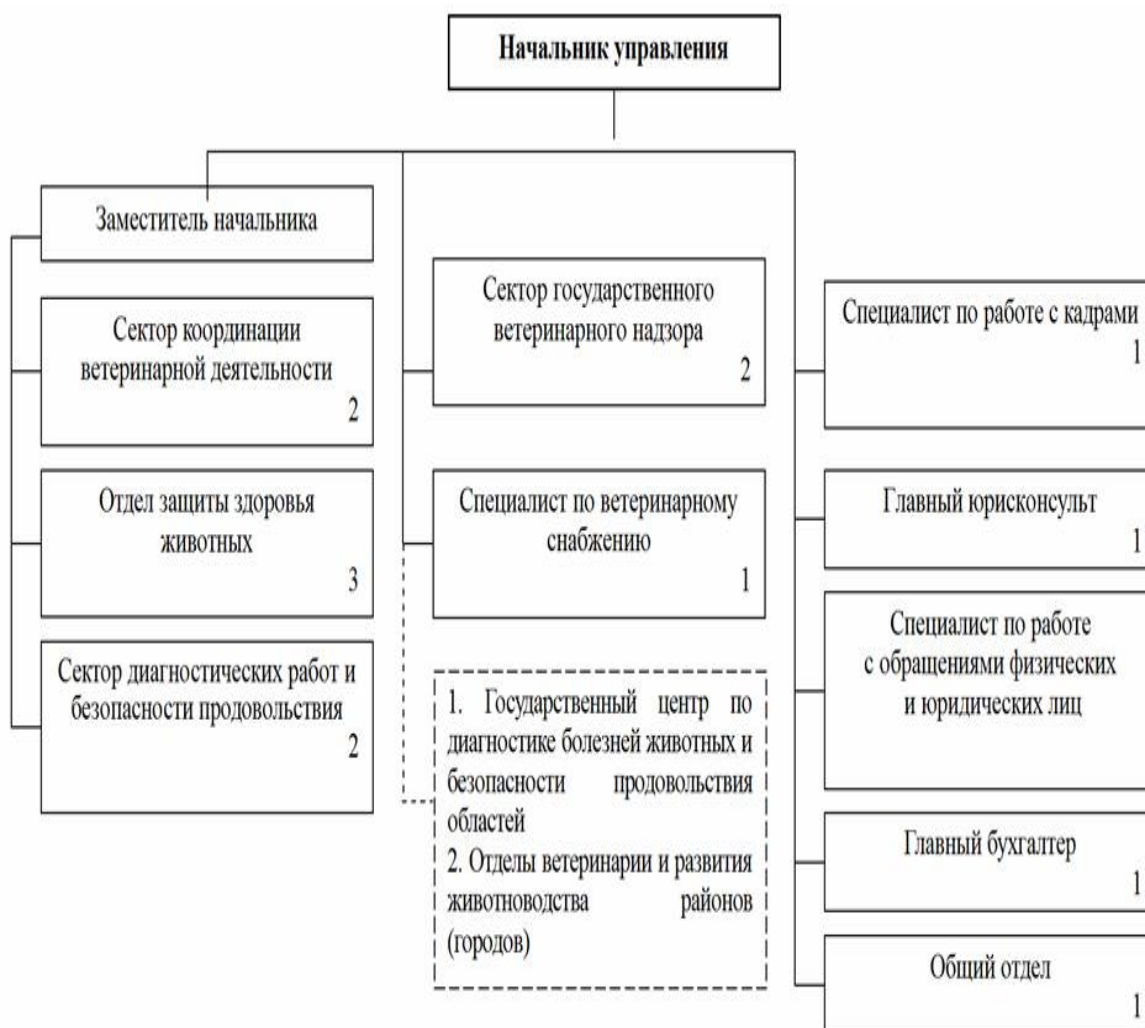 Начальник управления
Заместитель начальника
Сектор координации
ветеринарной деятельности
2
Отдел защиты здоровья
животных
3
Сектор диагностических работ и
безопасности продовольствия
2
Сектор государственного
ветеринарного надзора
2
Специалист по ветеринарному
снабжению
1
1. Государственный центр по
диагностике болезней животных и
безопасности продовольствия
областей
2. Отделы ветеринарии и развития
животноводства районов
(городов)
Специалист по работе с кадрами
1
Главный юрисконсульт
1
Специалист по работе
с обращениями физических
и юридических лиц
Главный бухгалтер
1
Общий отдел
1